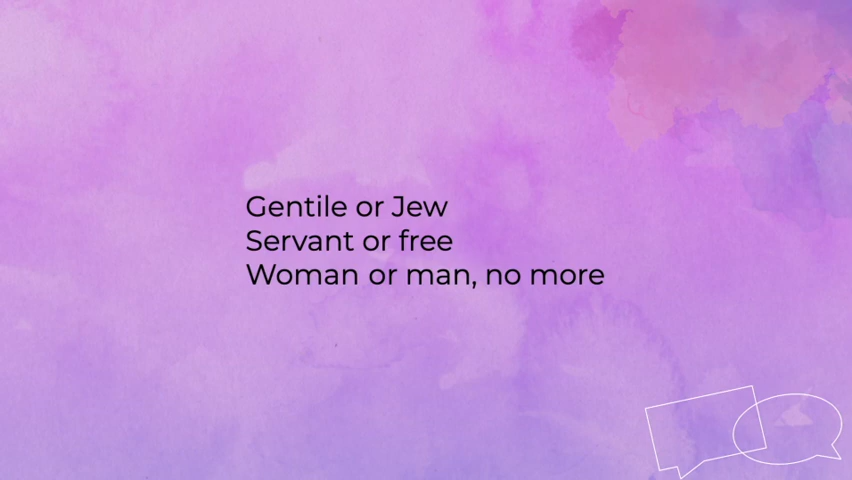 Gentile or Jew
Servant or free
Woman or man, no more